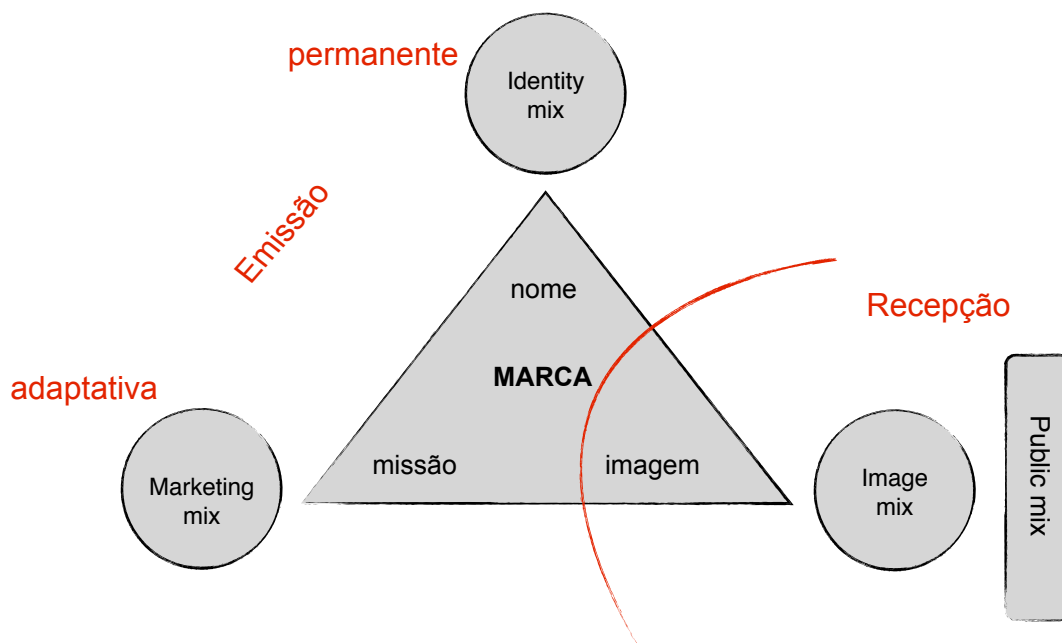 permanente
Identity
mix
Emissão
nome
Recepção
MARCA
adaptativa
missão
imagem
Marketing
mix
Image
mix
Public mix